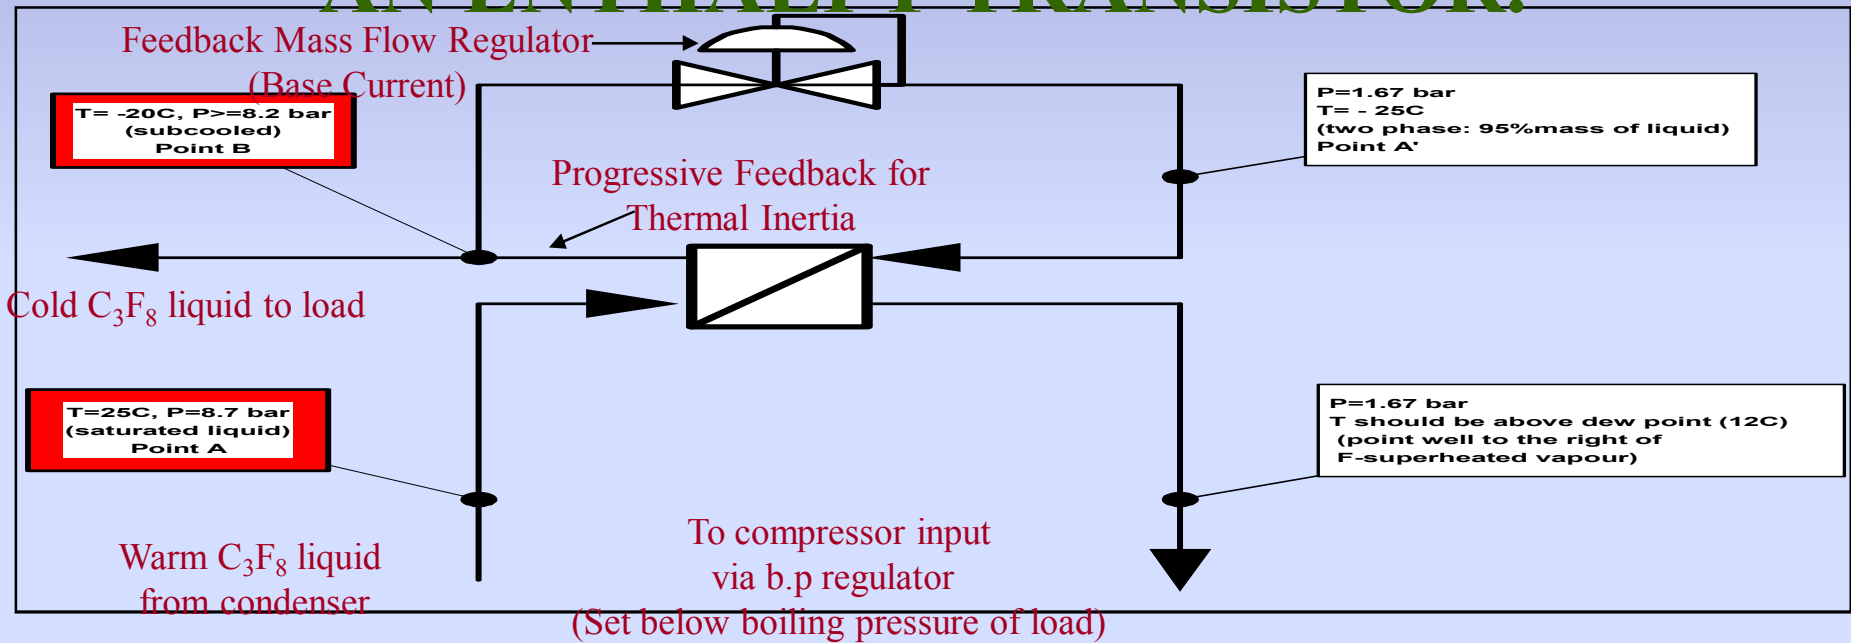 AN ENTHALPY TRANSISTOR:
Feedback Mass Flow Regulator
(Base Current)
T= -20C, P>=8.2 bar
(subcooled)
Point B
P=1.67 bar
T= - 25C
(two phase: 95%mass of liquid)
Point A'
Progressive Feedback for
Thermal Inertia
Cold C₃F₈ liquid to load
T=25C, P=8.7 bar
(saturated liquid)
Point A
P=1.67 bar
T should be above dew point (12C)
(point well to the right of
F-superheated vapour)
Warm C₃F₈ liquid
from condenser
To compressor input
via b.p regulator
(Set below boiling pressure of load)